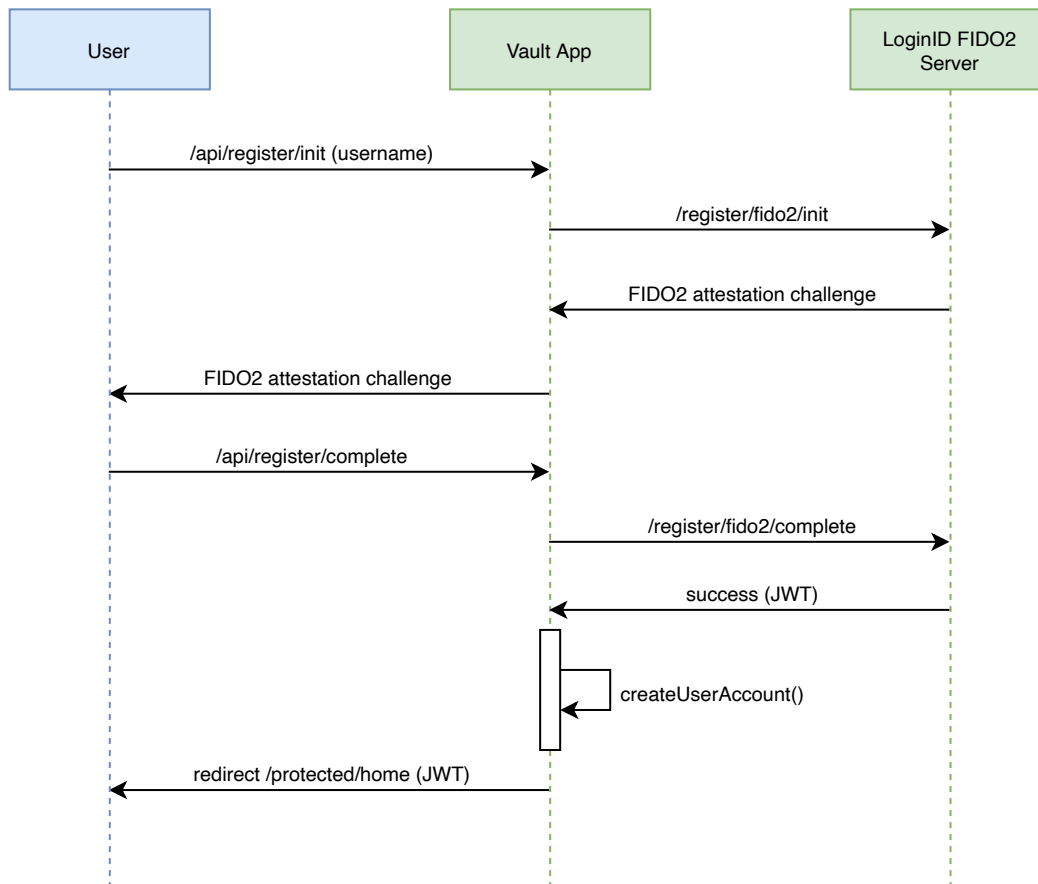 User
Vault App
LoginID FIDO2
Server
/api/register/init (username)
/register/fido2/init
FIDO2 attestation challenge
FIDO2 attestation challenge
/api/register/complete
/register/fido2/complete
success (JWT)
createUserAccount()
redirect /protected/home (JWT)